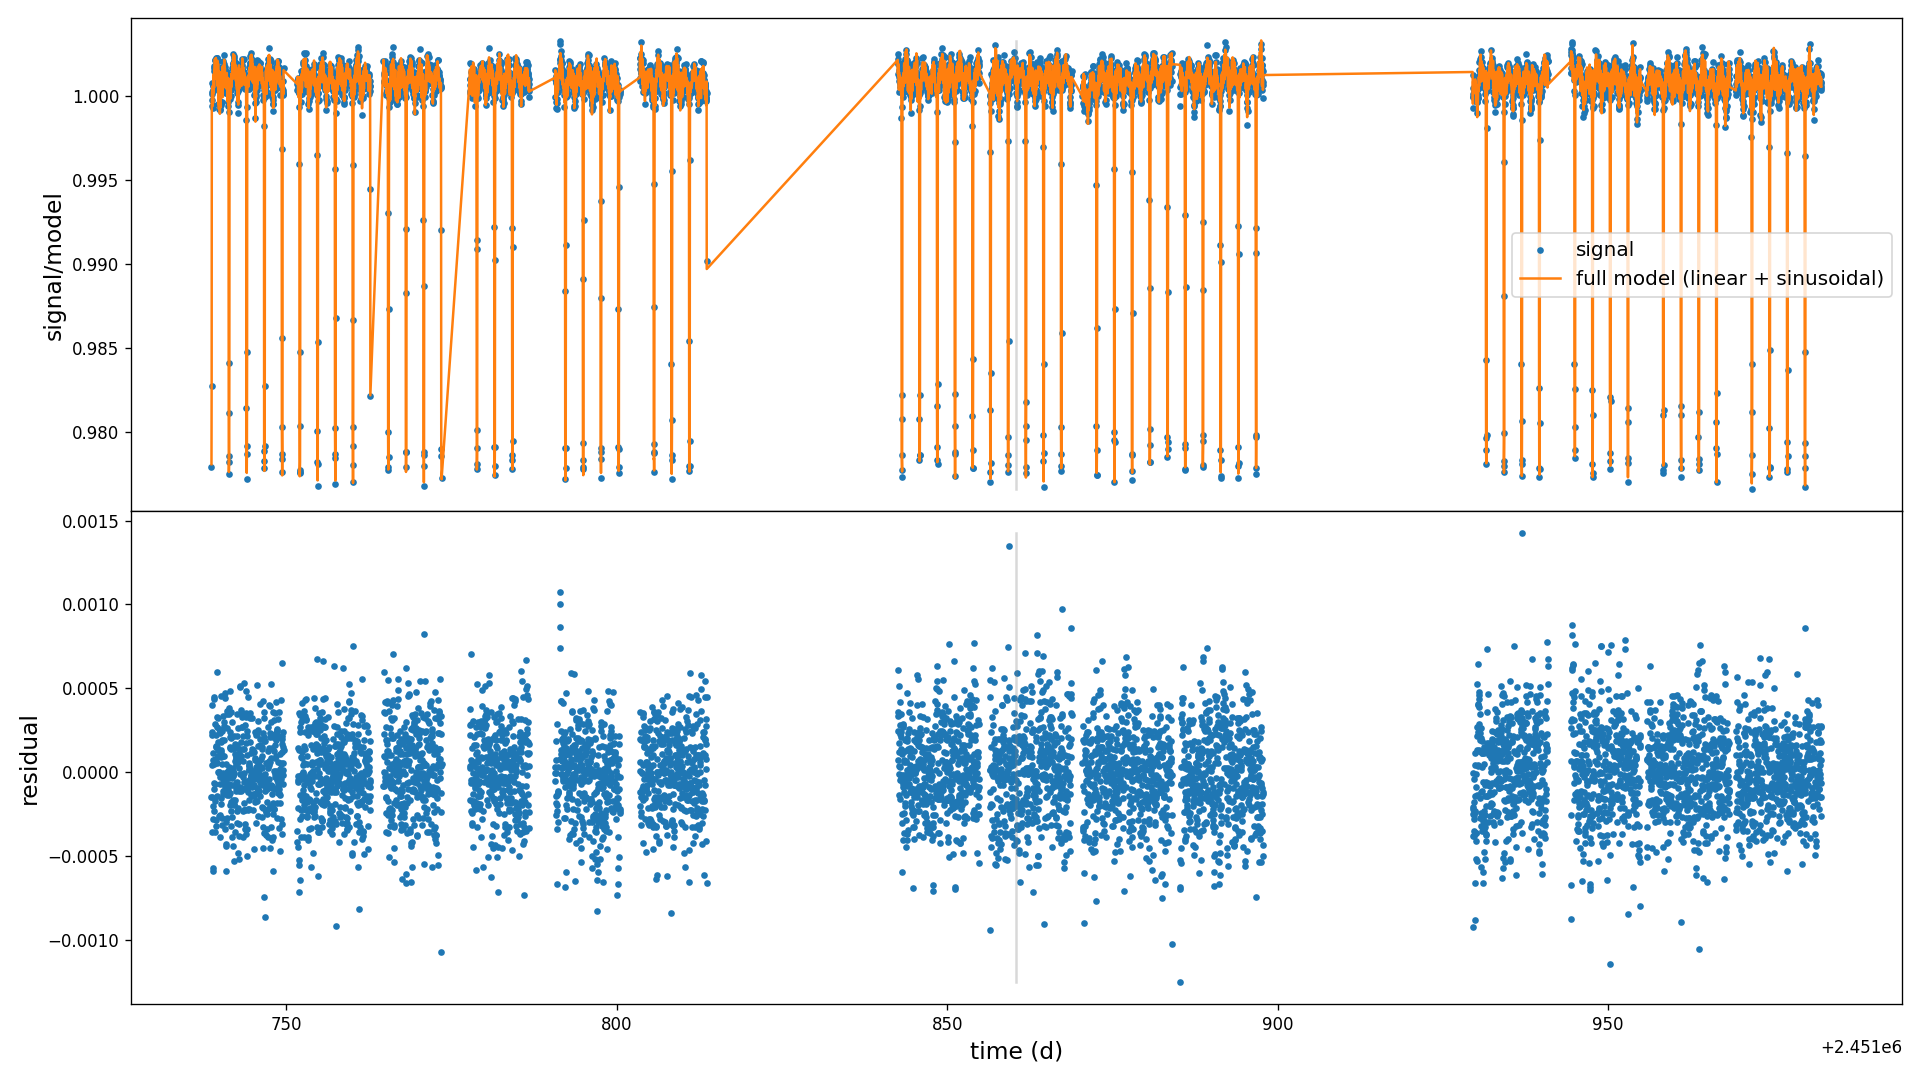 1.000
0.995
0.990
0.985
0.980
signal/model
signal
full model (linear + sinusoidal)
0.0015
0.0010
0.0005
0.0000
−0.0005
−0.0010
residual
750
800
850
900
950
time (d)
+2.451e6